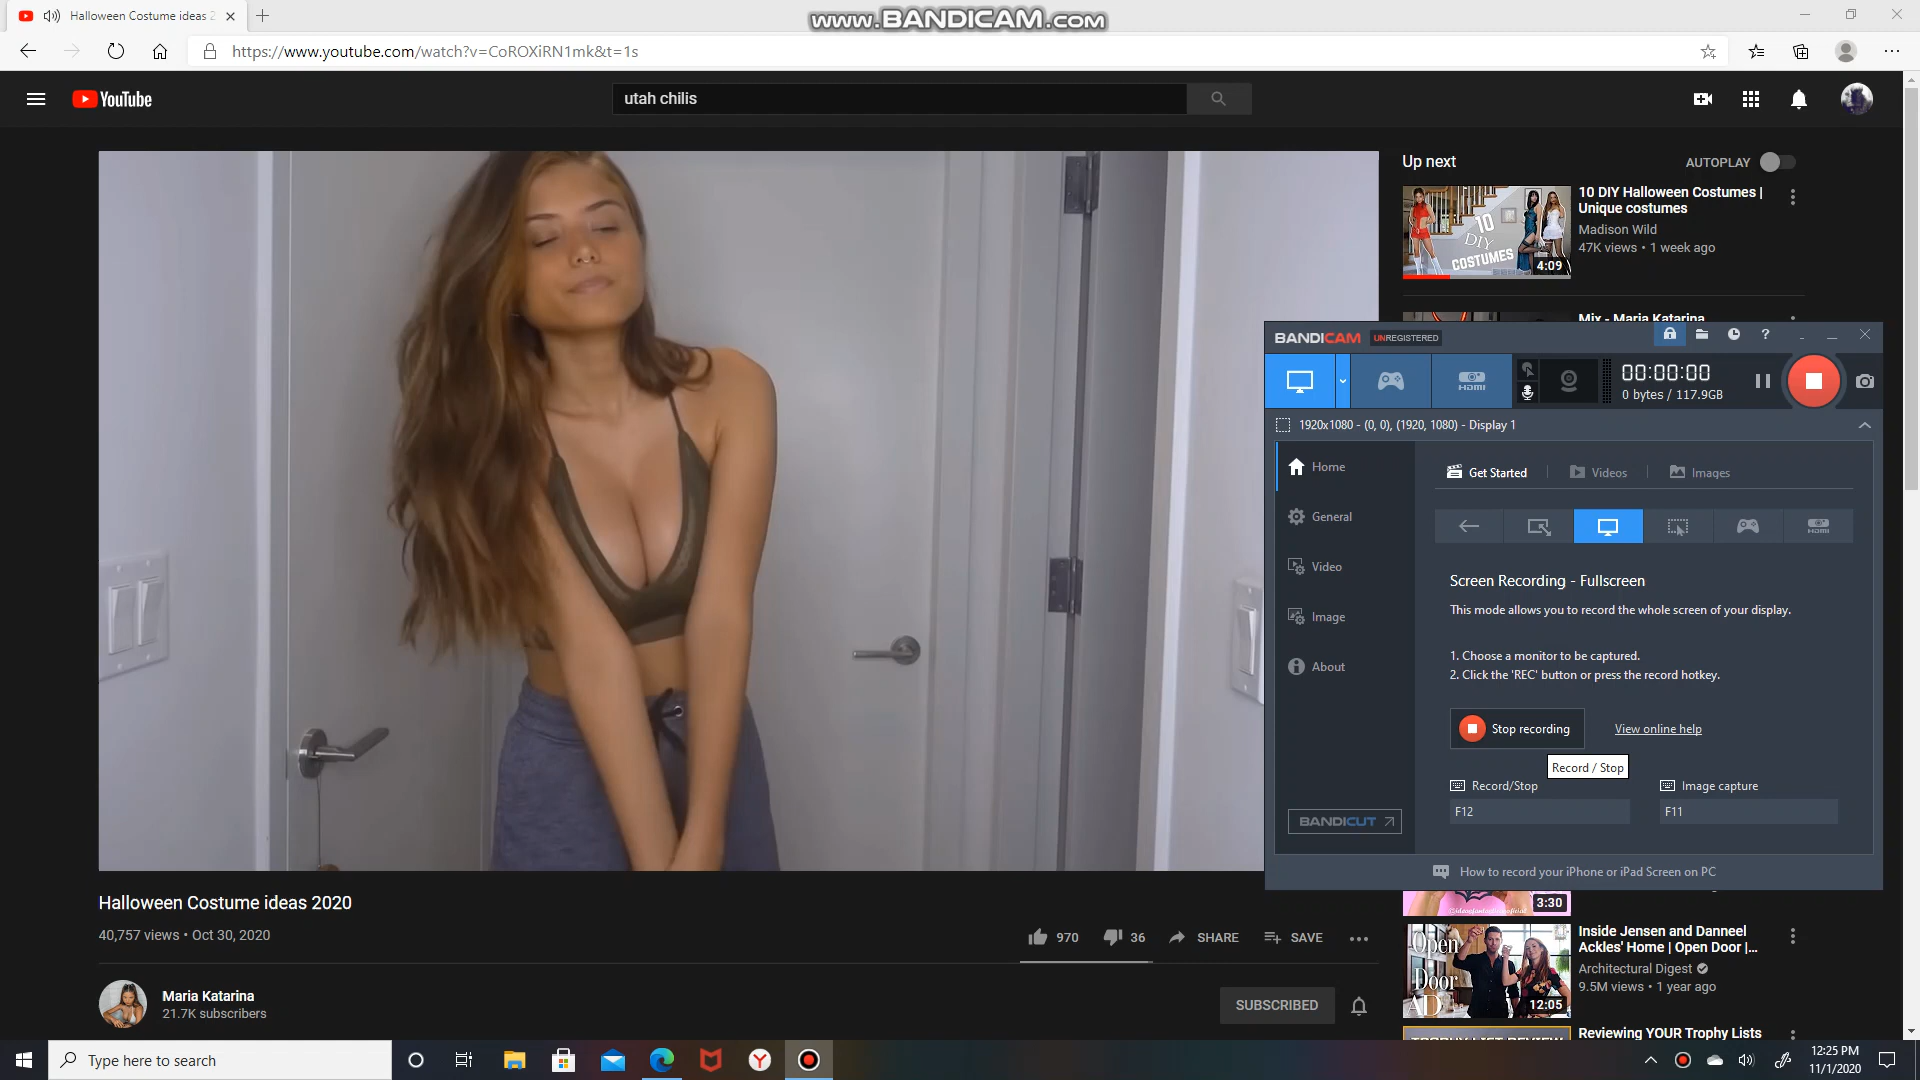 Halloween Costume ideas 2
www.BANDICAM.com
https://www.youtube.com/watch?v=CoROXiRN1mk&t=1s
YouTube
utah chilis
Up next
AUTOPLAY
10 DIY COSTUMES
4:09
10 DIY Halloween Costumes |
Unique costumes
Madison Wild
47K views • 1 week ago
Mix - Maria Katarina
BANDICAM UNREGISTERED
HDMI
00:00:00
0 bytes / 117.9GB
1920x1080 - (0, 0), (1920, 1080) - Display 1
Home
General
Video
Image
About
BANDICUT
Get Started
Videos
Images
HDMI
Screen Recording - Fullscreen
This mode allows you to record the whole screen of your display.
1. Choose a monitor to be captured.
2. Click the 'REC' button or press the record hotkey.
Stop recording
View online help
Record / Stop
Record/Stop
Image capture
F12
F11
How to record your iPhone or iPad Screen on PC
3:30
Halloween Costume ideas 2020
40,757 views • Oct 30, 2020
970
36
SHARE
SAVE
Maria Katarina
21.7K subscribers
SUBSCRIBED
Open
Door
AD
12:05
Inside Jensen and Danneel
Ackles' Home | Open Door |...
Architectural Digest
9.5M views • 1 year ago
Reviewing YOUR Trophy Lists
Type here to search
12:25 PM
11/1/2020